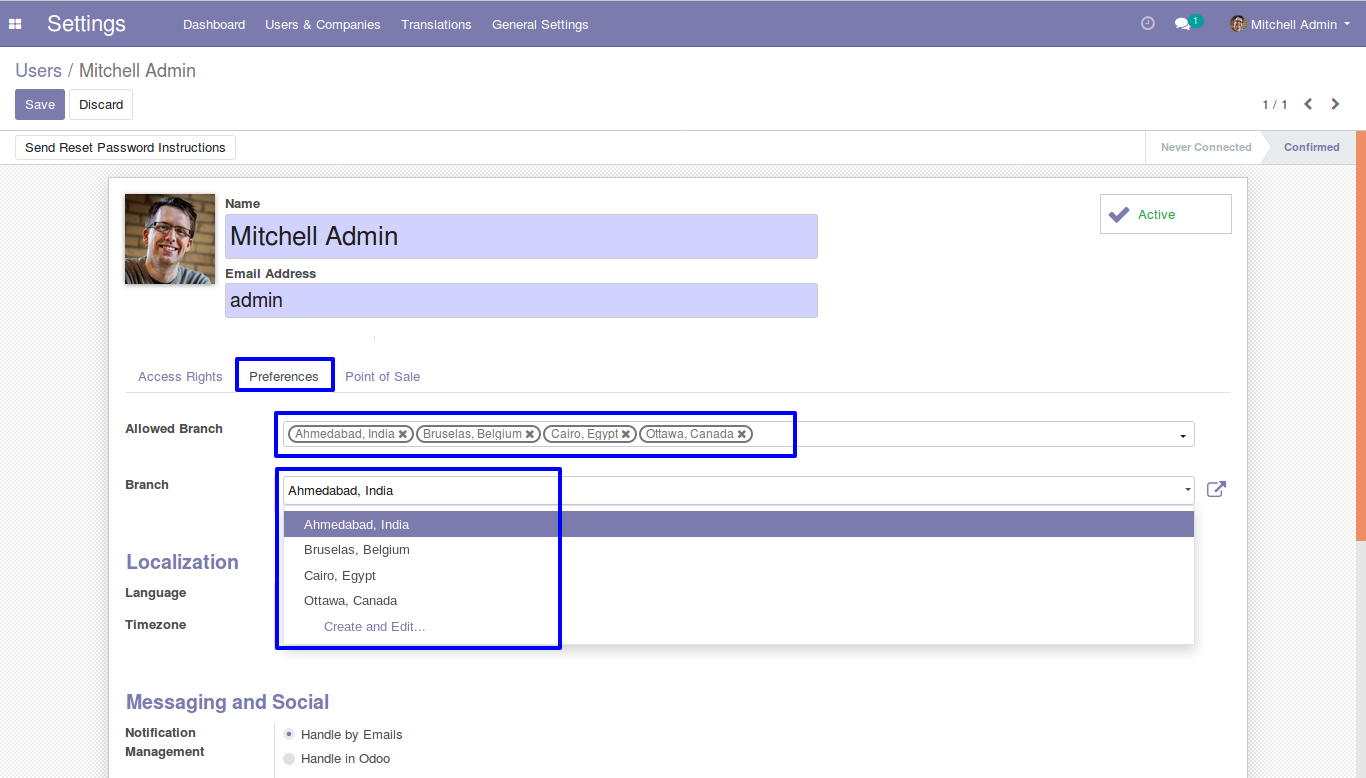 Settings Dashboard Users & Companies Translations General Settings 1 Mitchell Admin
Users / Mitchell Admin
Save Discard 1 / 1
Send Reset Password Instructions Never Connected Confirmed
Name
Mitchell Admin
Active
Email Address
admin
Access Rights Preferences Point of Sale
Allowed Branch Ahmedabad, India Bruselas, Belgium Cairo, Egypt Ottawa, Canada
Branch Ahmedabad, India
Ahmedabad, India
Bruselas, Belgium
Cairo, Egypt
Ottawa, Canada
Create and Edit...
Localization
Language
Timezone
Messaging and Social
Notification
Management
Handle by Emails
Handle in Odoo